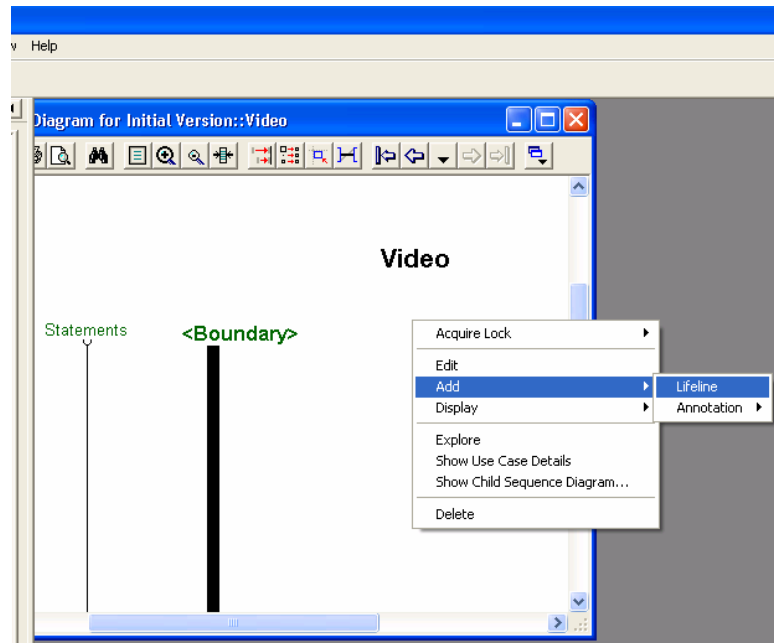 Help
Diagram for Initial Version::Video
Video
Statements
<Boundary>
Acquire Lock
Edit
Add
Lifeline
Display
Annotation
Explore
Show Use Case Details
Show Child Sequence Diagram...
Delete